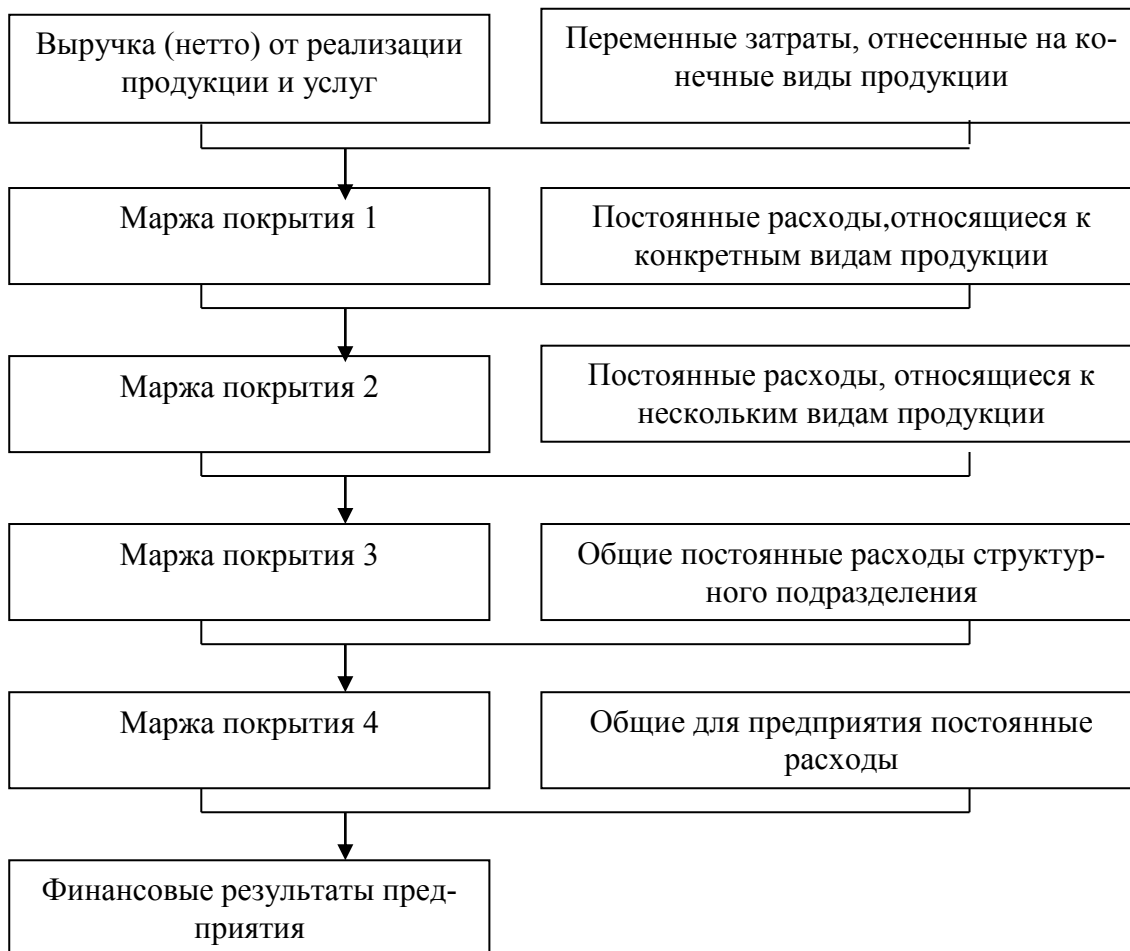 Выручка (нетто) от реализации
продукции и услуг
Переменные затраты, отнесенные на ко-
нечные виды продукции
Маржа покрытия 1
Постоянные расходы,относящиеся к
конкретным видам продукции
Маржа покрытия 2
Постоянные расходы, относящиеся к
нескольким видам продукции
Маржа покрытия 3
Общие постоянные расходы структур-
ного подразделения
Маржа покрытия 4
Общие для предприятия постоянные
расходы
Финансовые результаты пред-
приятия